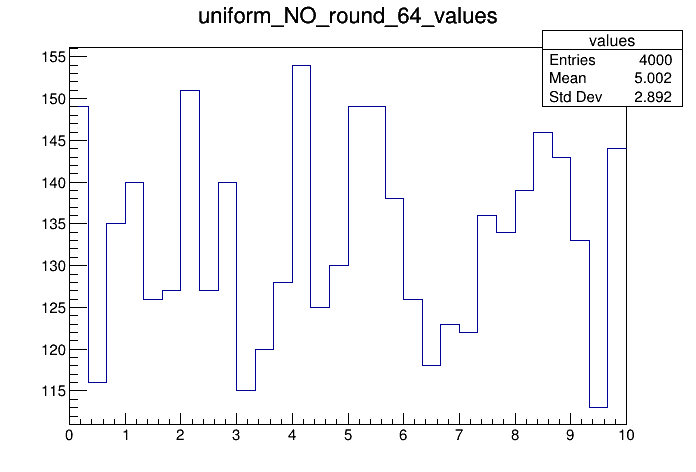 uniform_NO_round_64_values
values
Entries 4000
Mean 5.002
Std Dev 2.892
155
150
145
140
135
130
125
120
115
0 1 2 3 4 5 6 7 8 9 10